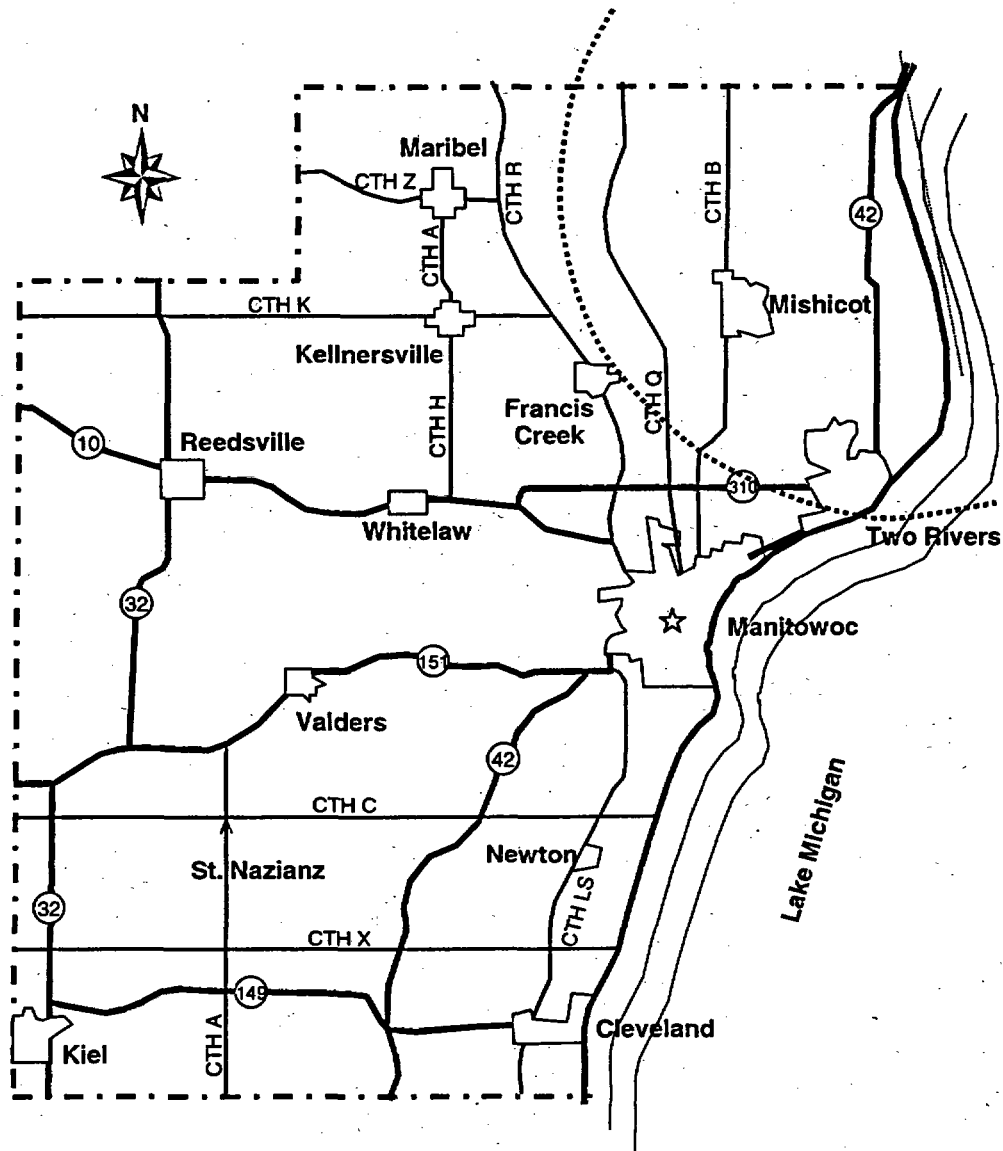 N
Maribel
CTH Z
CTH R
CTH B
42
CTH A
CTH K
Mishicot
Kellnersville
Francis
Creek
CTH Q
CTH H
10
Reedsville
310
Whitelaw
Two Rivers
32
Manitowoc
151
Valders
42
CTH C
Lake Michigan
Newton
St. Nazianz
32
CTH LS
CTH X
149
Cleveland
CTH A
Kiel